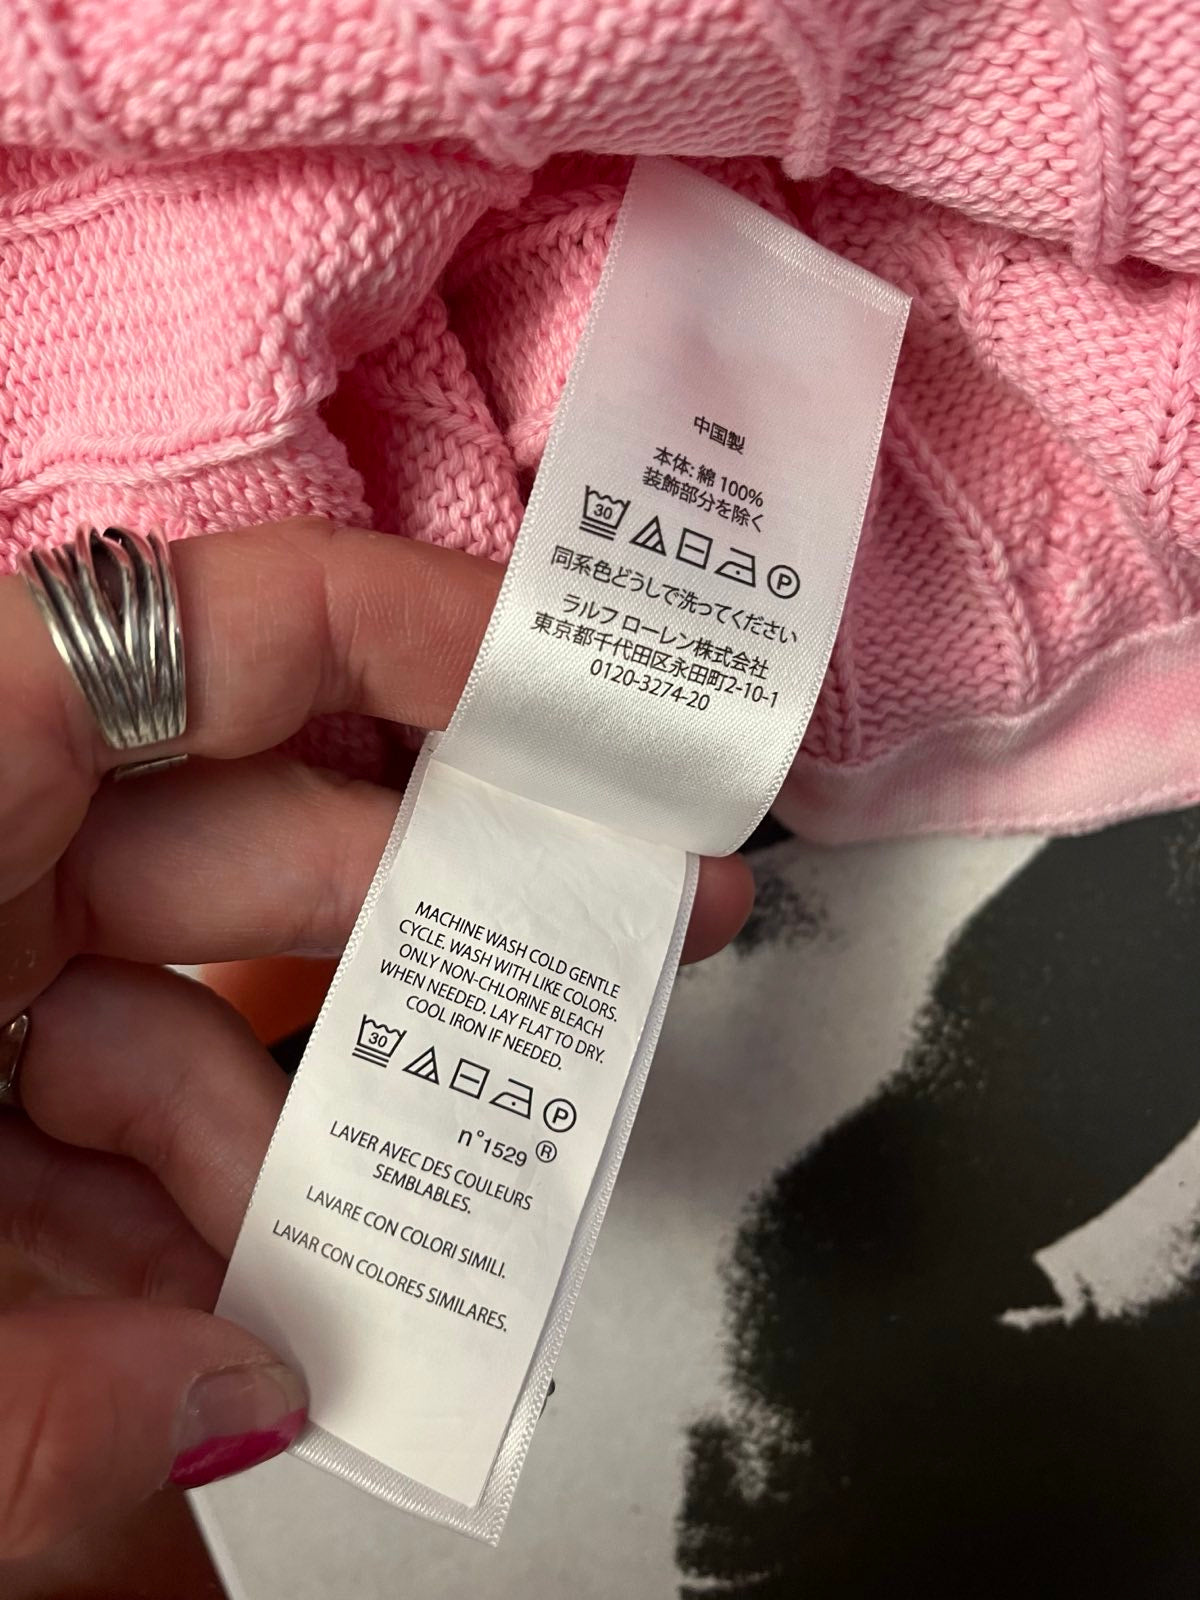 中国製
本体: 綿 100%
装飾部分を除く
30 P
同系色どうしで洗ってください
ラルフ ローレン株式会社
東京都千代田区永田町2-10-1
0120-3274-20
MACHINE WASH COLD GENTLE
CYCLE. WASH WITH LIKE COLORS.
ONLY NON-CHLORINE BLEACH
WHEN NEEDED. LAY FLAT TO DRY.
COOL IRON IF NEEDED.
30 P
n°1529 ®
LAVER AVEC DES COULEURS
SEMBLABLES.
LAVARE CON COLORI SIMILI.
LAVAR CON COLORES SIMILARES.